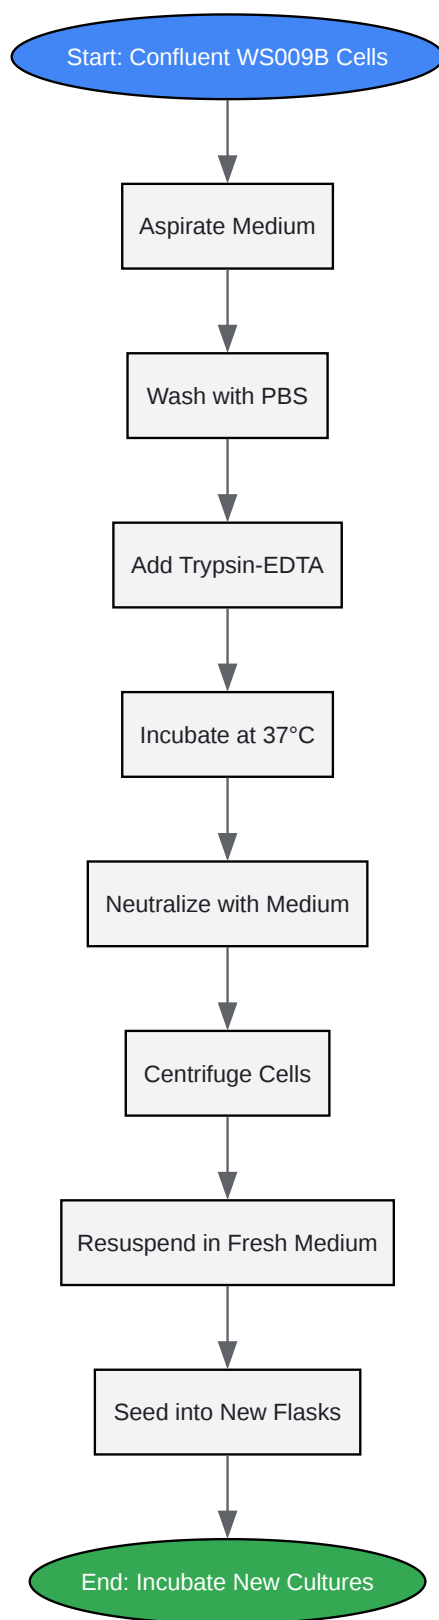 Start: Confluent WS009B Cells
Aspirate Medium
Wash with PBS
Add Trypsin-EDTA
Incubate at 37°C
Neutralize with Medium
Centrifuge Cells
Resuspend in Fresh Medium
Seed into New Flasks
End: Incubate New Cultures